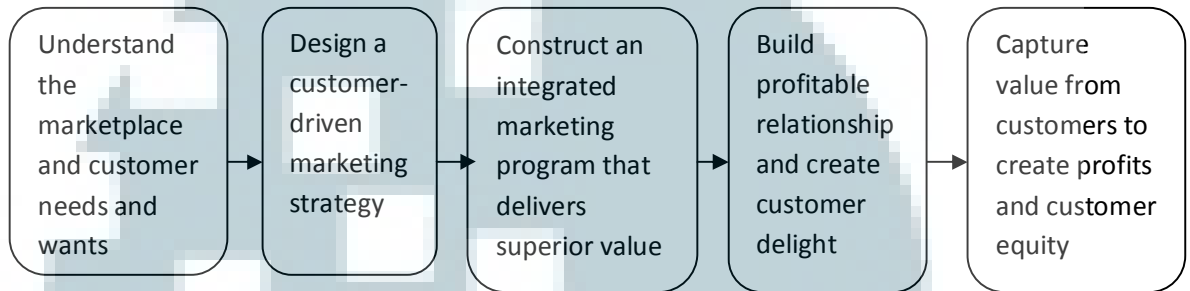 Understand
the
marketplace
and customer
needs and
wants
Design a
customer-
driven
marketing
strategy
Construct an
integrated
marketing
program that
delivers
superior value
Build
profitable
relationship
and create
customer
delight
Capture
value from
customers to
create profits
and customer
equity